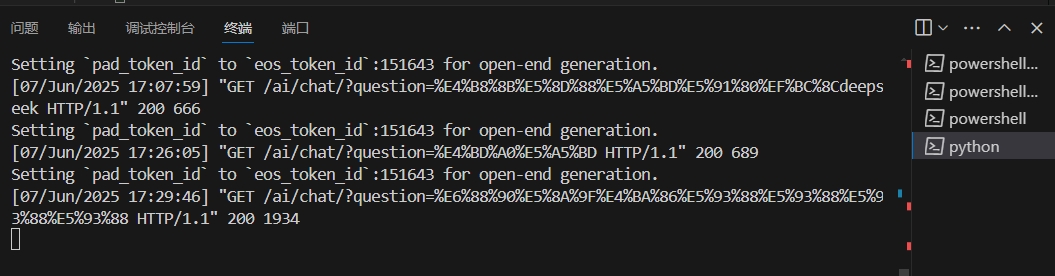 问题 输出 调试控制台 终端 端口
Setting `pad_token_id` to `eos_token_id`:151643 for open-end generation.
[07/Jun/2025 17:07:59] "GET /ai/chat/?question=%E4%B8%8B%E5%8D%88%E5%A5%BD%E5%91%80%EF%BC%8Cdeeps
eek HTTP/1.1" 200 666
Setting `pad_token_id` to `eos_token_id`:151643 for open-end generation.
[07/Jun/2025 17:26:05] "GET /ai/chat/?question=%E4%BD%A0%E5%A5%BD HTTP/1.1" 200 689
Setting `pad_token_id` to `eos_token_id`:151643 for open-end generation.
[07/Jun/2025 17:29:46] "GET /ai/chat/?question=%E6%88%90%E5%8A%9F%E4%BA%86%E5%93%88%E5%93%88%E5%9
3%88%E5%93%88 HTTP/1.1" 200 1934
powershell...
powershell...
powershell
python